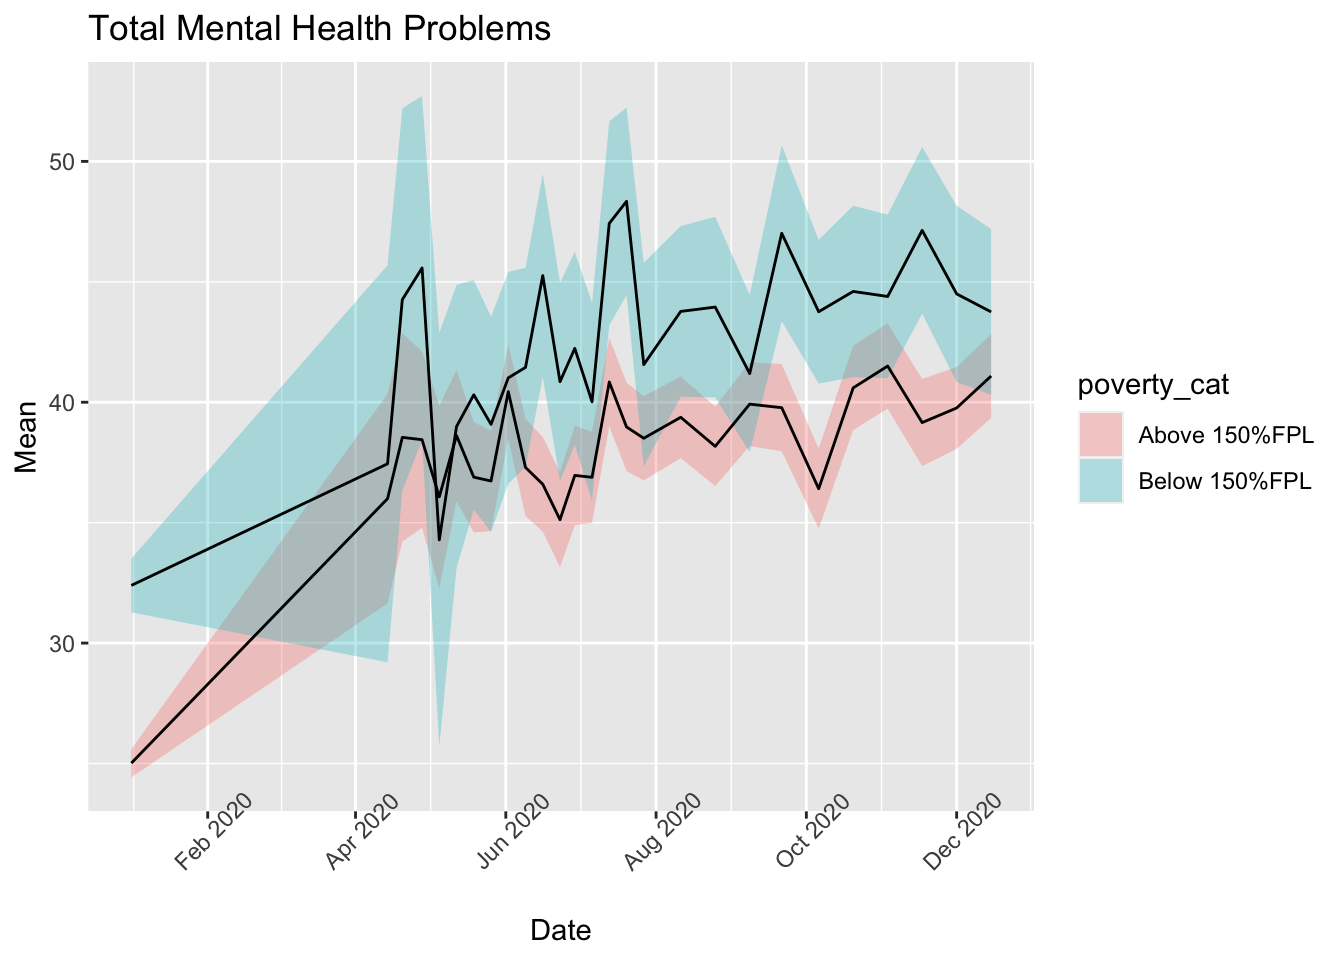 Total Mental Health Problems
50
40
30
Mean
Feb 2020
Apr 2020
Jun 2020
Aug 2020
Oct 2020
Dec 2020
Date
poverty_cat
Above 150%FPL
Below 150%FPL